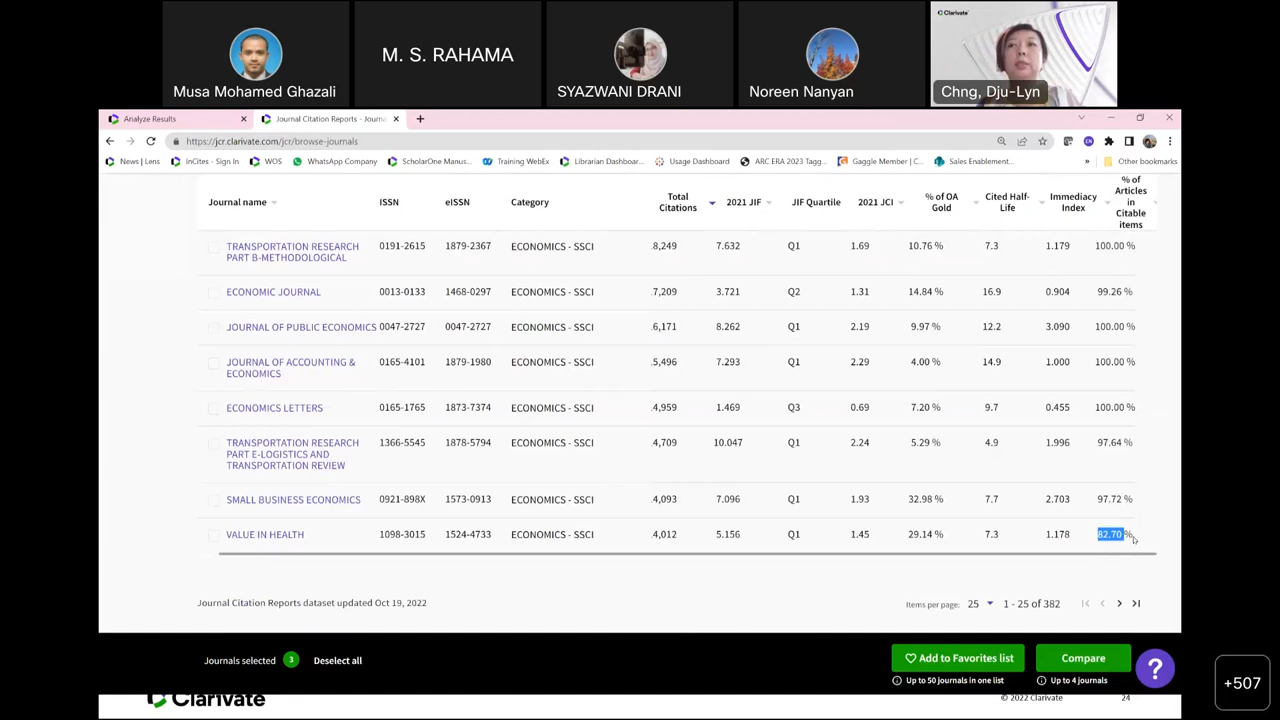 Clarivate
Musa Mohamed Ghazali
M. S. RAHAMA
SYAZWANI DRANI
Noreen Nanyan
Chng, Dju-Lyn
Analyze Results
Journal Citation Reports - Journa
https://jcr.clarivate.com/jcr/browse-journals
News | Lens
InCites - Sign In
WOS
WhatsApp Company
ScholarOne Manus...
Training WebEx
Librarian Dashboar...
Usage Dashboard
ARC ERA 2023 Tagg...
Gaggle Member | C...
Sales Enablement...
»
Other bookmarks
Journal name
ISSN
eISSN
Category
Total
Citations
2021 JIF
JIF Quartile
2021 JCI
% of OA
Gold
Cited Half-
Life
Immediacy
Index
% of
Articles
in
Citable
items
TRANSPORTATION RESEARCH
PART B-METHODOLOGICAL
0191-2615 1879-2367 ECONOMICS - SSCI .8,249 7.632 Q1 1.69 10.76 % 7.3 1.179 100.00 %
ECONOMIC JOURNAL 0013-0133 1468-0297 ECONOMICS - SSCI .7,209 3.721 Q2 1.31 14.84 % 16.9 0.904 99.26 %
JOURNAL OF PUBLIC ECONOMICS 0047-2727 0047-2727 ECONOMICS - SSCI .6,171 8.262 Q1 2.19 9.97 % 12.2 3.090 100.00 %
JOURNAL OF ACCOUNTING &
ECONOMICS
0165-4101 1879-1980 ECONOMICS - SSCI .5,496 7.293 Q1 2.29 4.00 % 14.9 1.000 100.00 %
ECONOMICS LETTERS 0165-1765 1873-7374 ECONOMICS - SSCI .4,959 1.469 Q3 0.69 7.20 % 9.7 0.455 100.00 %
TRANSPORTATION RESEARCH
PART E-LOGISTICS AND
TRANSPORTATION REVIEW
1366-5545 1878-5794 ECONOMICS - SSCI .4,709 10.047 Q1 2.24 5.29 % 4.9 1.996 97.64 %
SMALL BUSINESS ECONOMICS 0921-898X 1573-0913 ECONOMICS - SSCI .4,093 7.096 Q1 1.93 32.98 % 7.7 2.703 97.72 %
VALUE IN HEALTH 1098-3015 1524-4733 ECONOMICS - SSCI .4,012 5.156 Q1 1.45 29.14 % 7.3 1.178 82.70 %
Journal Citation Reports dataset updated Oct 19, 2022
Items per page: 25 1 - 25 of 382
Journals selected 3 Deselect all
Add to Favorites list
Compare
Up to 50 journals in one list
Up to 4 journals
?
+507
Clarivate
© 2022 Clarivate 24